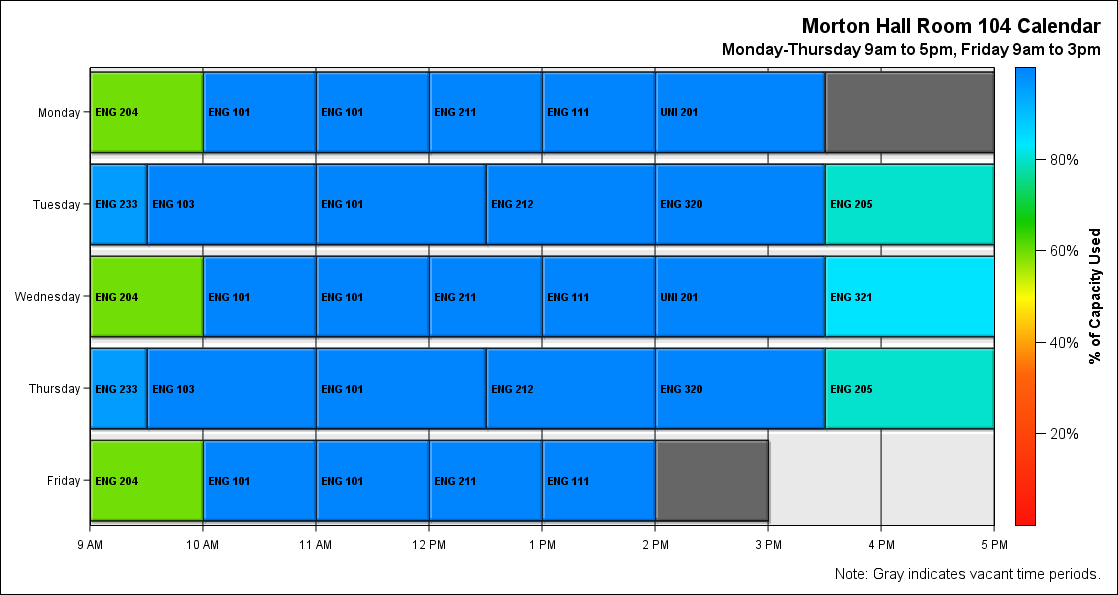 Morton Hall Room 104 Calendar
Monday-Thursday 9am to 5pm, Friday 9am to 3pm
Monday
ENG 204
ENG 101
ENG 101
ENG 211
ENG 111
UNI 201
Tuesday
ENG 233
ENG 103
ENG 101
ENG 212
ENG 320
ENG 205
Wednesday
ENG 204
ENG 101
ENG 101
ENG 211
ENG 111
UNI 201
ENG 321
Thursday
ENG 233
ENG 103
ENG 101
ENG 212
ENG 320
ENG 205
Friday
ENG 204
ENG 101
ENG 101
ENG 211
ENG 111
9 AM
10 AM
11 AM
12 PM
1 PM
2 PM
3 PM
4 PM
5 PM
80%
60%
40%
20%
% of Capacity Used
Note: Gray indicates vacant time periods.